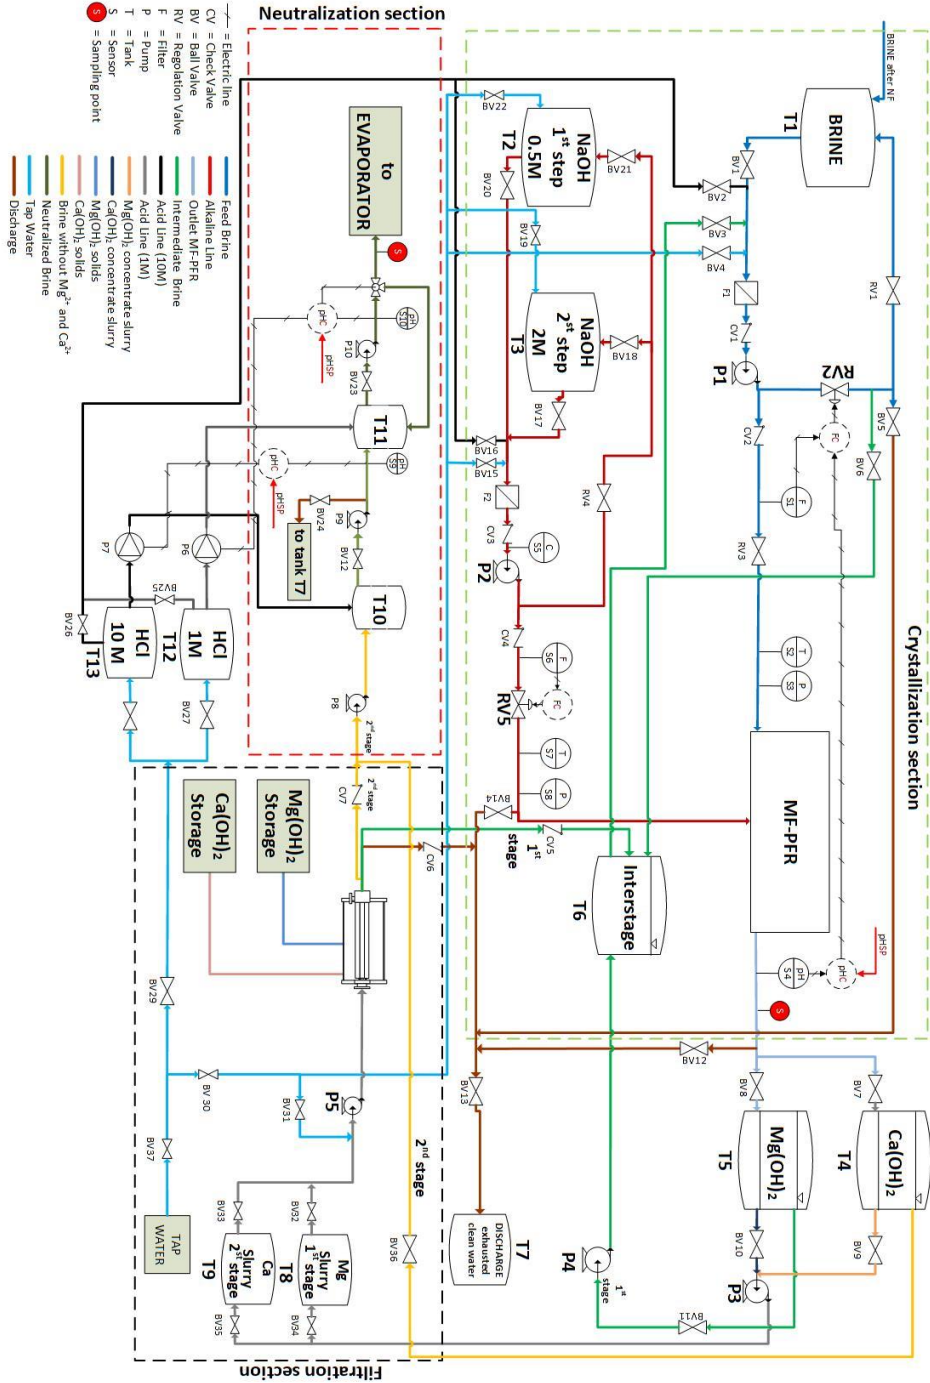 Neutralization section
Crystallization section
Filtration section
BRINE after NF
BRINE
T1
BV1
BV2
BV3
BV4
F1
CV1
P1
RV1
RV2
BV5
BV6
CV2
FC
F
S1
RV3
T
S2
P
S3
MF-PFR
pHSP
pHC
pH
S4
S
BV22
NaOH
1st step
0.5M
T2
BV21
BV20
BV19
NaOH
2nd step
2M
T3
BV18
BV17
BV16
BV15
F2
CV3
C
S5
P2
RV4
CV4
F
S6
FC
RV5
T
S7
P
S8
BV14
1st
stage
CV5
CV6
Interstage
T6
BV12
BV13
BV8
BV7
Mg(OH)2
T5
Ca(OH)2
T4
BV10
BV9
P3
BV11
1st
stage
P4
DISCHARGE
exhausted
clean water
T7
to
EVAPORATOR
S
pHC
pHSP
pH
S10
P10
BV23
T11
pH
S9
pHC
pHSP
BV24
to tank T7
P9
BV12
T10
P8
2nd stage
2nd stage
CV7
P7
P6
BV25
BV26
HCl
10 M
T13
HCl
1M
T12
BV27
Ca(OH)2
Storage
Mg(OH)2
Storage
BV29
BV 30
BV31
BV37
P5
TAP
WATER
BV33
BV32
Ca
Slurry
2st stage
T9
Mg
Slurry
1st stage
T8
BV35
BV34
2nd stage
BV36
= Electric line
CV = Check Valve
BV = Ball Valve
RV = Regolation Valve
F = Filter
P = Pump
T = Tank
S = Sensor
S = Sampling point
Feed Brine
Alkaline Line
Outlet MF-PFR
Intermediate Brine
Acid Line (10M)
Acid Line (1M)
Mg(OH)2 concentrate slurry
Ca(OH)2 concentrate slurry
Mg(OH)2 solids
Ca(OH)2 solids
Brine without Mg2+ and Ca2+
Neutralized Brine
Tap Water
Discharge